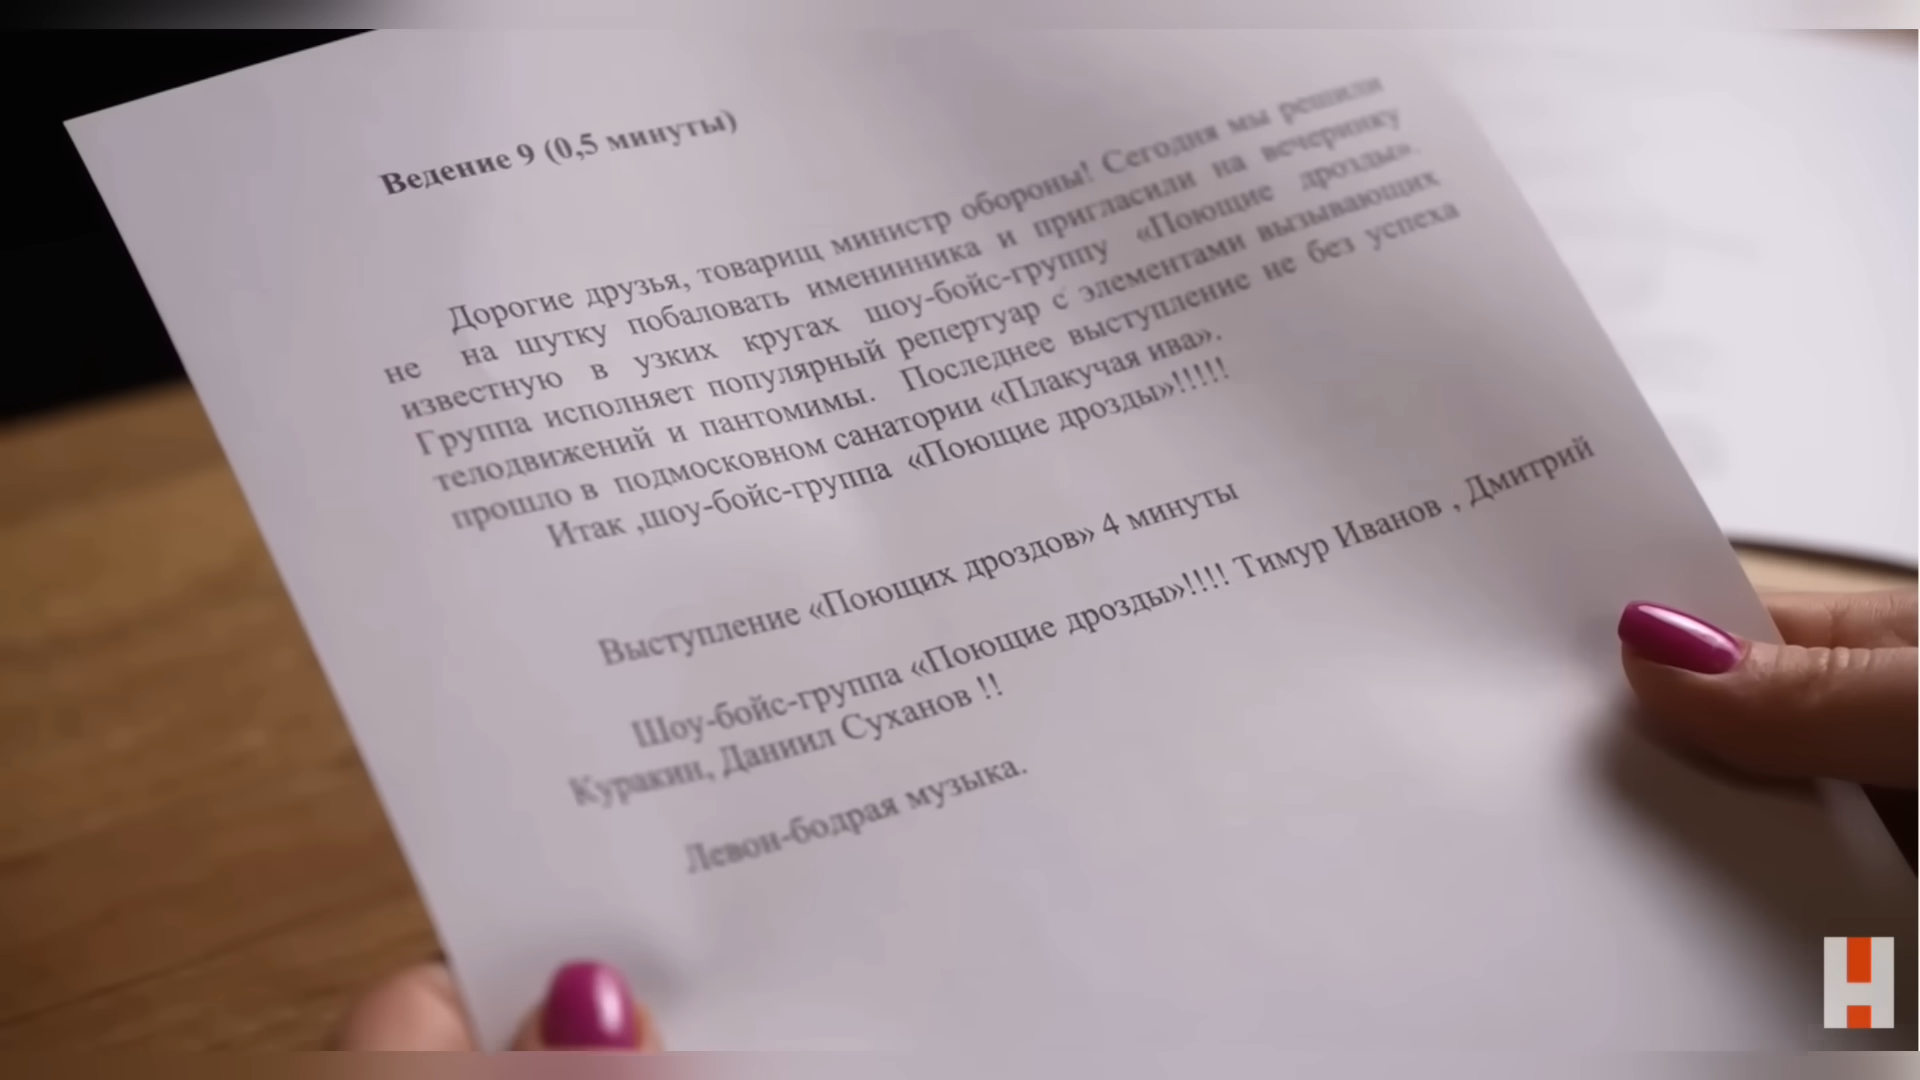 Ведение 9 (0,5 минуты)
Дорогие друзья, товарищ министр обороны! Сегодня мы решили
не на шутку побаловать именинника и пригласили на вечеринку
известную в узких кругах шоу-бойс-группу «Поющие дрозды».
Группа исполняет популярный репертуар с элементами вызывающих
телодвижений и пантомимы. Последнее выступление не без успеха
прошло в подмосковном санатории «Плакучая ива».
Итак ,шоу-бойс-группа «Поющие дрозды»!!!!!
Выступление «Поющих дроздов» 4 минуты
Шоу-бойс-группа «Поющие дрозды»!!!! Тимур Иванов , Дмитрий
Куракин, Даниил Суханов !!
Левон-бодрая музыка.
Н